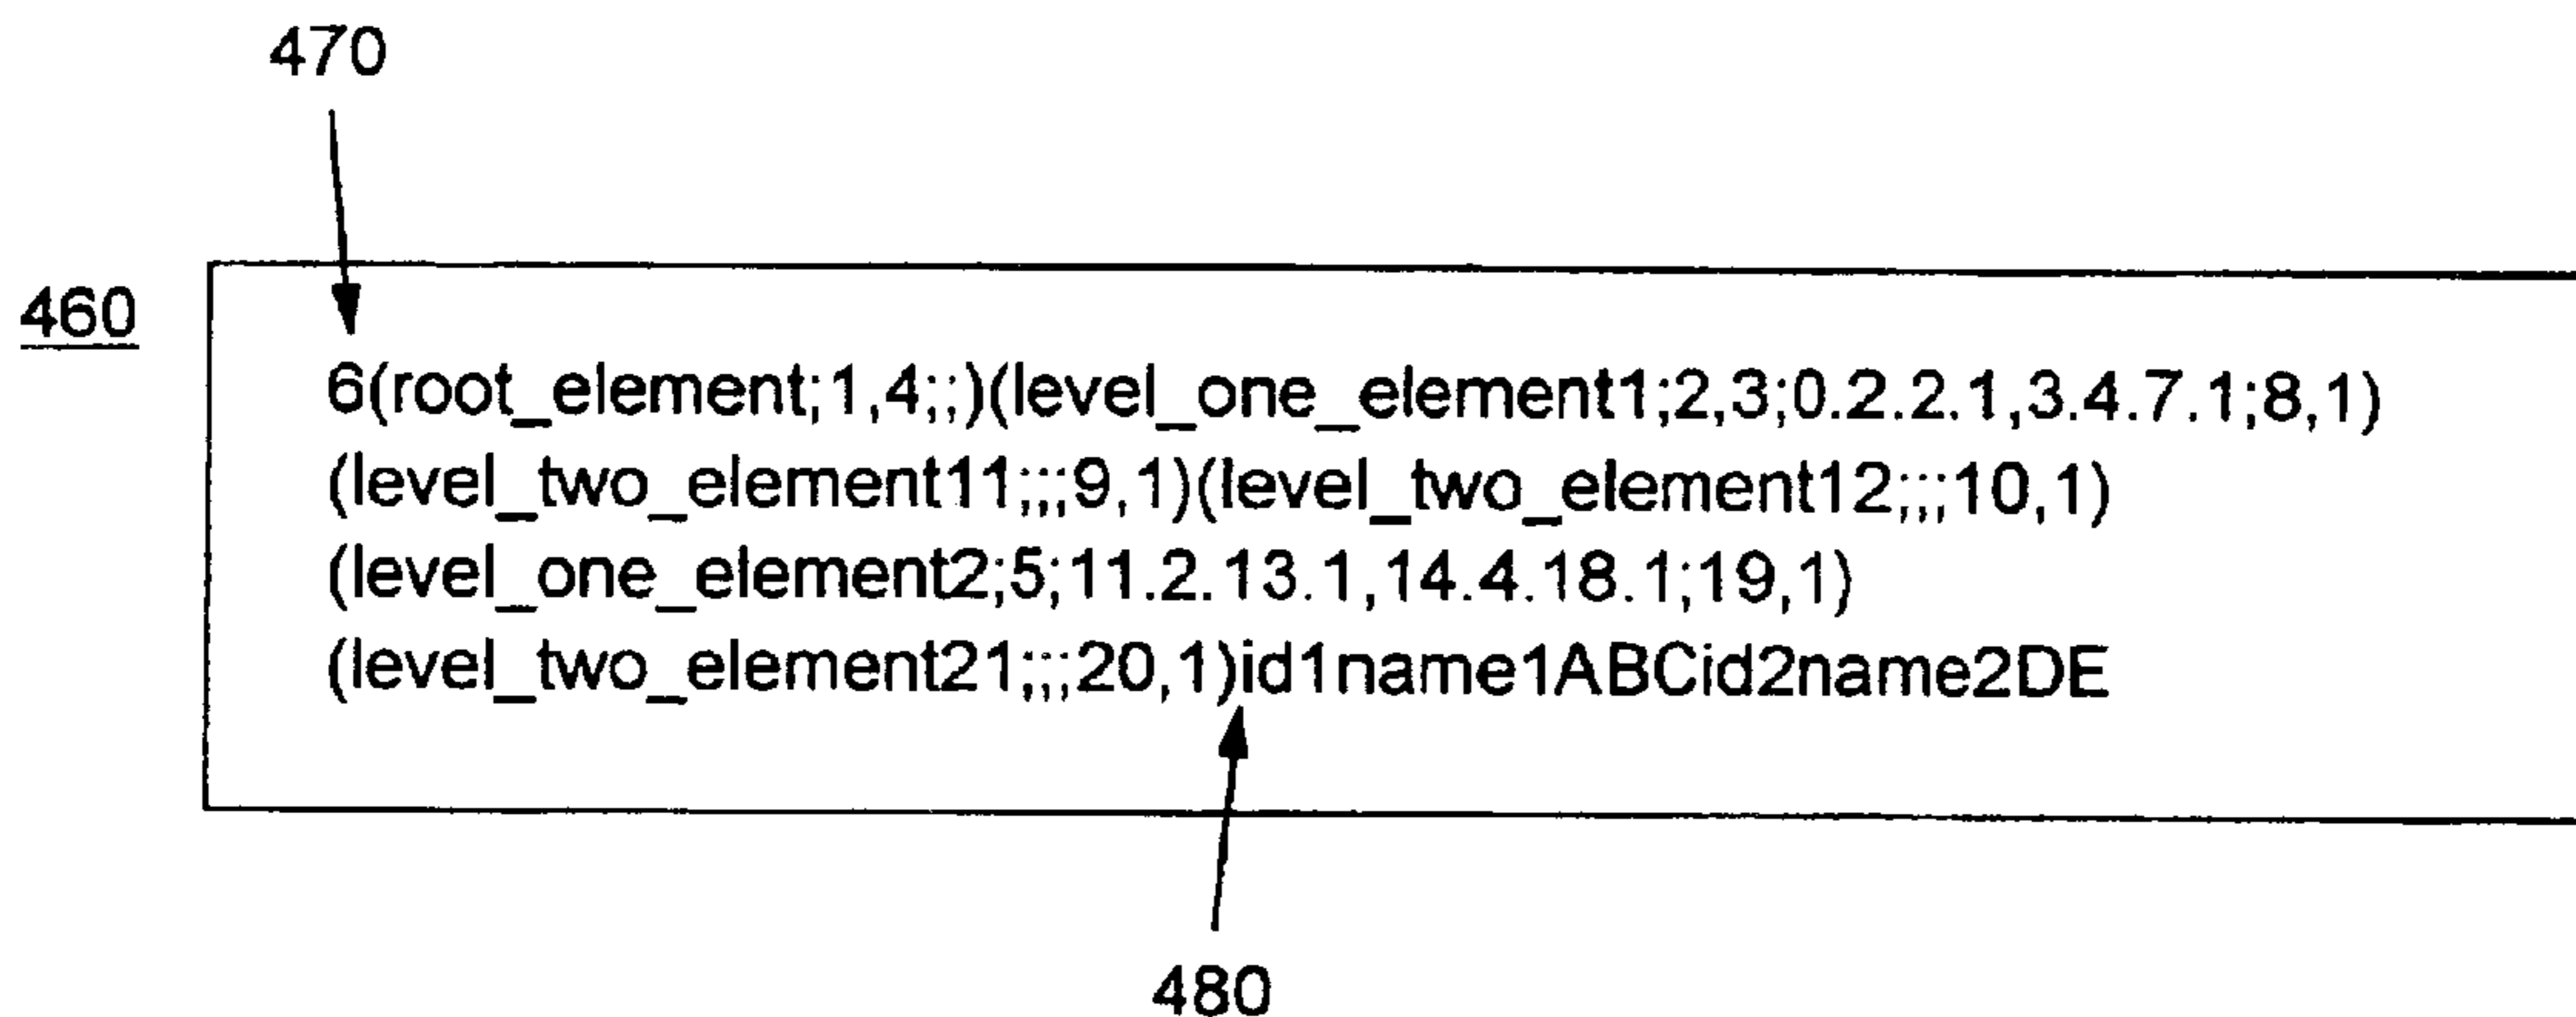 470
460
6(root_element;1,4;;)(level_one_element1;2,3;0.2.2.1,3.4.7.1;8,1)
(level_two_element11;;;9,1)(level_two_element12;;;10,1)
(level_one_element2;5;11.2.13.1,14.4.18.1;19,1)
(level_two_element21;;;20,1)id1name1ABCid2name2DE
480